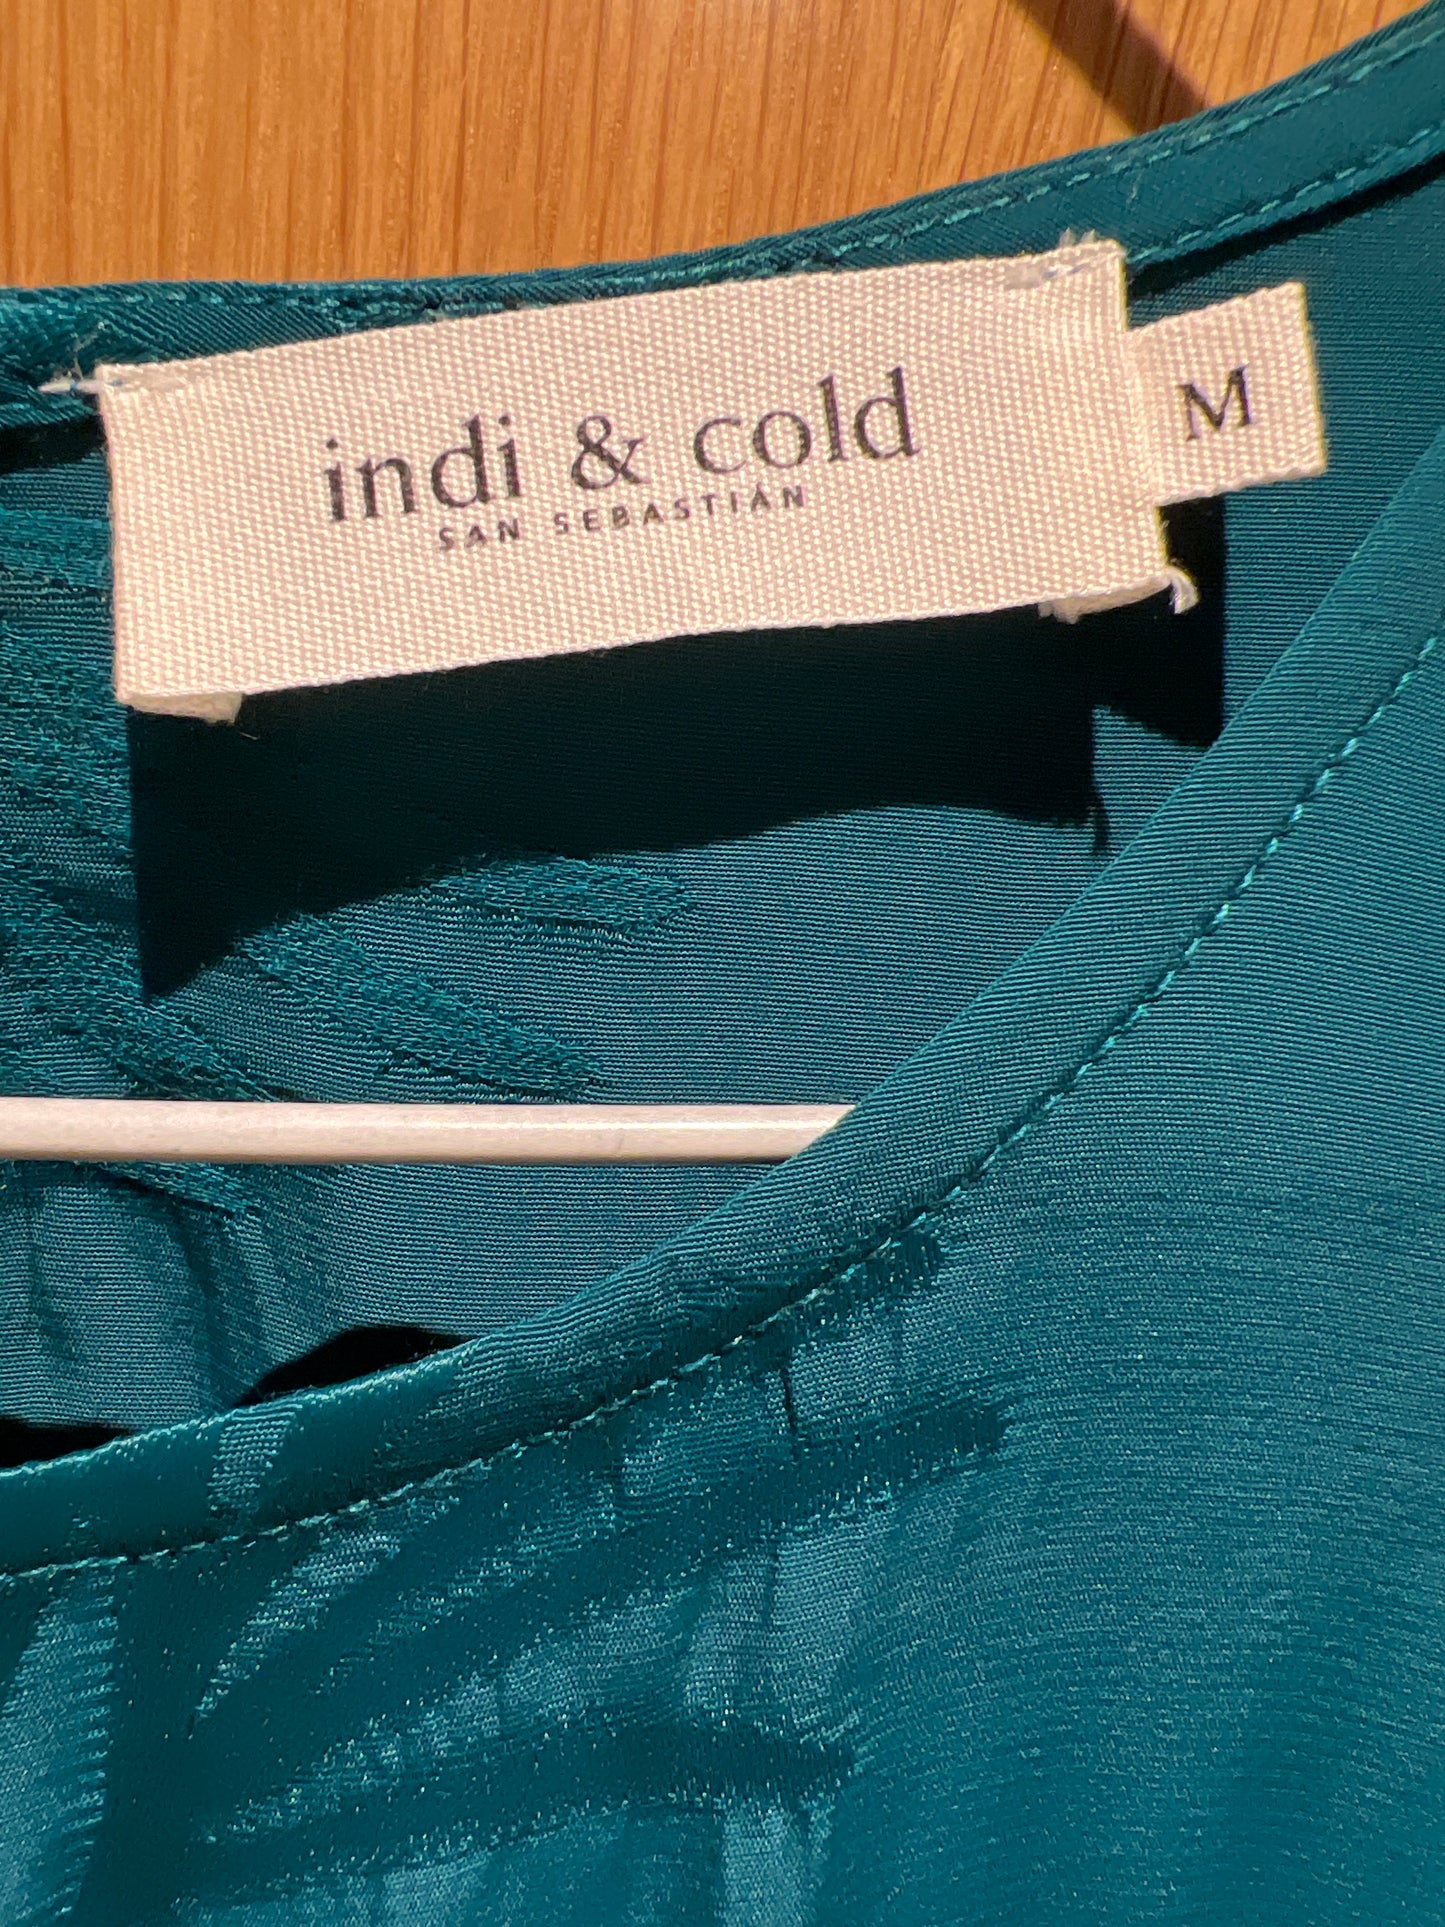 indi & cold
SAN SEBASTIÁN
M